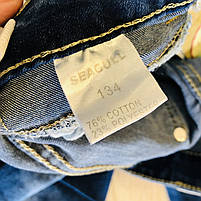 SEAGULL
134
76% COTTON
23% POLYESTER